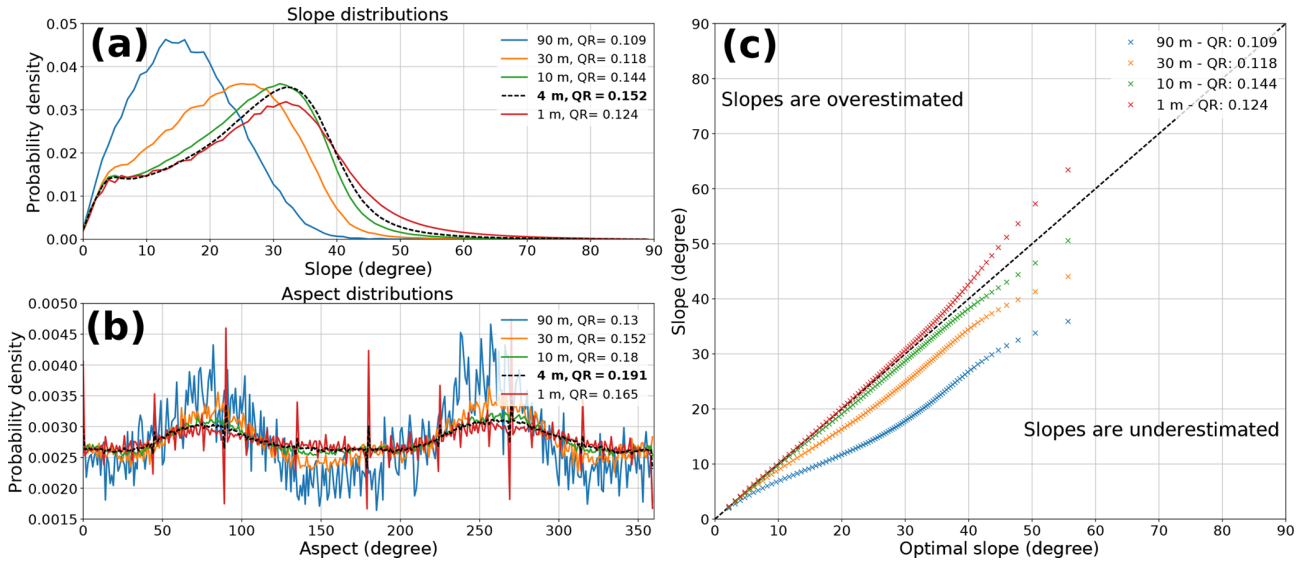 Slope distributions
(a)
0.05
0.04
0.03
0.02
0.01
0.00
Probability density
90 m, QR= 0.109
30 m, QR= 0.118
10 m, QR= 0.144
4 m, QR = 0.152
1 m, QR= 0.124
0 10 20 30 40 50 60 70 80 90
Slope (degree)
Aspect distributions
(b)
0.0050
0.0045
0.0040
0.0035
0.0030
0.0025
0.0020
0.0015
Probability density
90 m, QR= 0.13
30 m, QR= 0.152
10 m, QR= 0.18
4 m, QR = 0.191
1 m, QR= 0.165
0 50 100 150 200 250 300 350
Aspect (degree)
(c)
90
80
70
60
50
40
30
20
10
0
Slope (degree)
90 m - QR: 0.109
30 m - QR: 0.118
10 m - QR: 0.144
1 m - QR: 0.124
Slopes are overestimated
Slopes are underestimated
0 10 20 30 40 50 60 70 80 90
Optimal slope (degree)